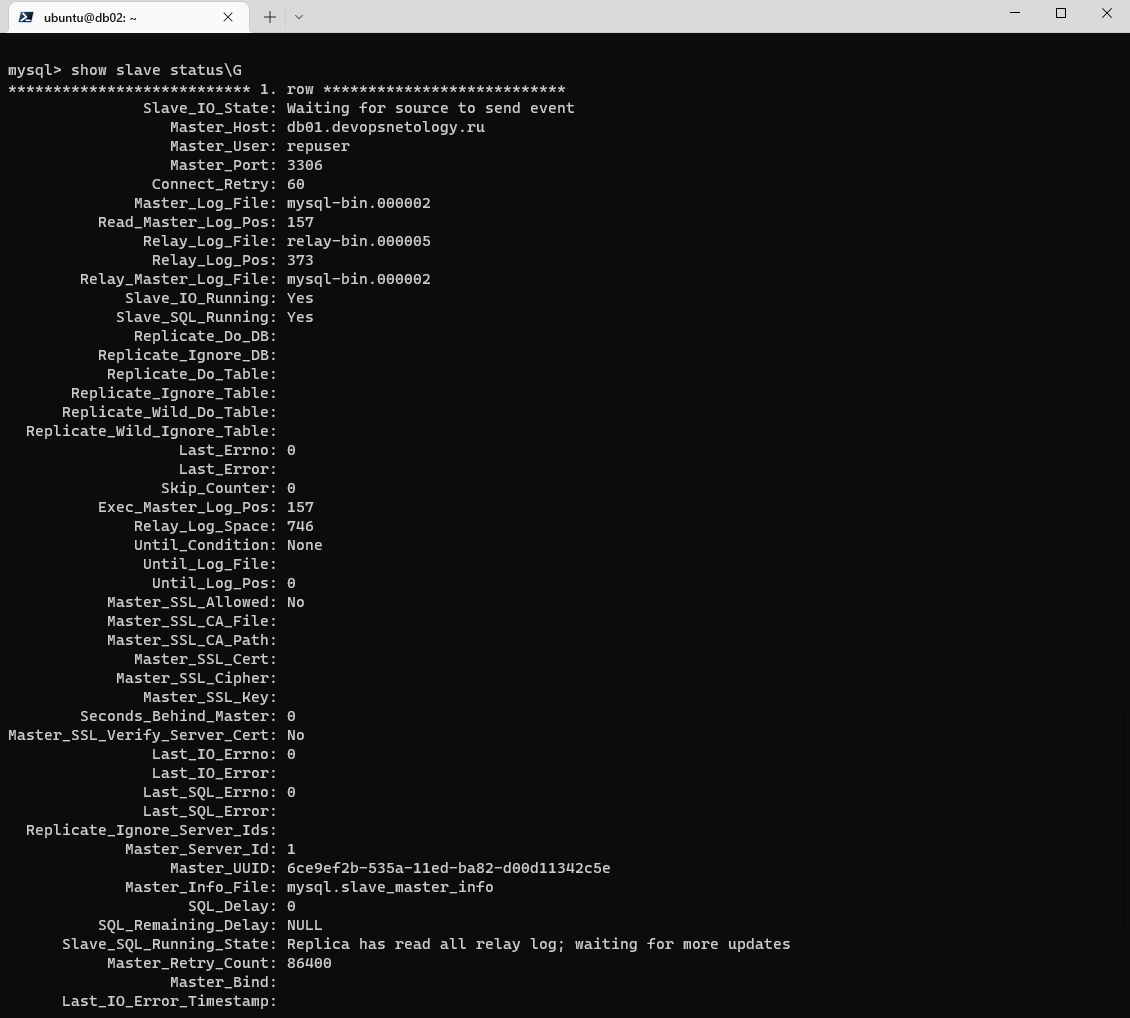 ubuntu@db02: ~
mysql> show slave status\G
*************************** 1. row ***************************
Slave_IO_State: Waiting for source to send event
Master_Host: db01.devopsnetology.ru
Master_User: repuser
Master_Port: 3306
Connect_Retry: 60
Master_Log_File: mysql-bin.000002
Read_Master_Log_Pos: 157
Relay_Log_File: relay-bin.000005
Relay_Log_Pos: 373
Relay_Master_Log_File: mysql-bin.000002
Slave_IO_Running: Yes
Slave_SQL_Running: Yes
Replicate_Do_DB:
Replicate_Ignore_DB:
Replicate_Do_Table:
Replicate_Ignore_Table:
Replicate_Wild_Do_Table:
Replicate_Wild_Ignore_Table:
Last_Errno: 0
Last_Error:
Skip_Counter: 0
Exec_Master_Log_Pos: 157
Relay_Log_Space: 746
Until_Condition: None
Until_Log_File:
Until_Log_Pos: 0
Master_SSL_Allowed: No
Master_SSL_CA_File:
Master_SSL_CA_Path:
Master_SSL_Cert:
Master_SSL_Cipher:
Master_SSL_Key:
Seconds_Behind_Master: 0
Master_SSL_Verify_Server_Cert: No
Last_IO_Errno: 0
Last_IO_Error:
Last_SQL_Errno: 0
Last_SQL_Error:
Replicate_Ignore_Server_Ids:
Master_Server_Id: 1
Master_UUID: 6ce9ef2b-535a-11ed-ba82-d00d11342c5e
Master_Info_File: mysql.slave_master_info
SQL_Delay: 0
SQL_Remaining_Delay: NULL
Slave_SQL_Running_State: Replica has read all relay log; waiting for more updates
Master_Retry_Count: 86400
Master_Bind:
Last_IO_Error_Timestamp: